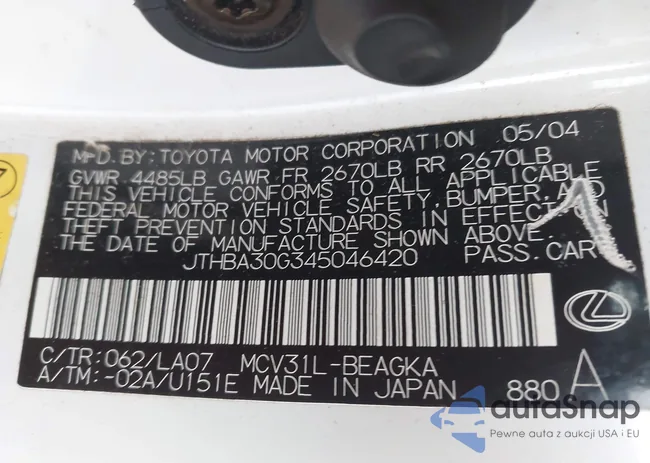 MFD. BY: TOYOTA MOTOR CORPORATION 05/04
GVWR 4485LB GAWR FR 2670LB RR 2670LB
THIS VEHICLE CONFORMS TO ALL APPLICABLE
FEDERAL MOTOR VEHICLE SAFETY, BUMPER, AND
THEFT PREVENTION STANDARDS IN EFFECT ON
THE DATE OF MANUFACTURE SHOWN ABOVE.
JTHBA30G345046420 PASS. CAR
C/TR: 062/LA07 MCV31L-BEAGKA
A/TM: -02A/U151E MADE IN JAPAN 880 A
autoSnap
Pewne auta z aukcji USA i EU